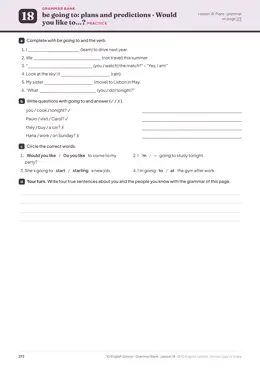 GRAMMAR BANK
18
be going to: plans and predictions · Would you like to...? PRACTICE
a Complete with be going to and the verb.
1. I ____ (learn) to drive next year.
2. We ____ (not travel) this summer.
3. "____ (you / watch) the match?" – "Yes, I am."
4. Look at the sky! It ____ (rain).
5. My sister ____ (move) to Lisbon in May.
6. "What ____ (you / do) tonight?"
b Write questions with going to and answer (✓ / ✗).
you / cook / tonight? ✓
Pedro / visit / Carol? ✓
they / buy / a car? ✗
Hana / work / on Sunday? ✗
c Circle the correct words.
1. Would you like / Do you like to come to my party?
2. I 'm / – going to study tonight.
3. She's going to start / starting a new job.
4. I'm going to / at the gym after work.
d Your turn. Write four true sentences about you and the people you know with the grammar of this page.